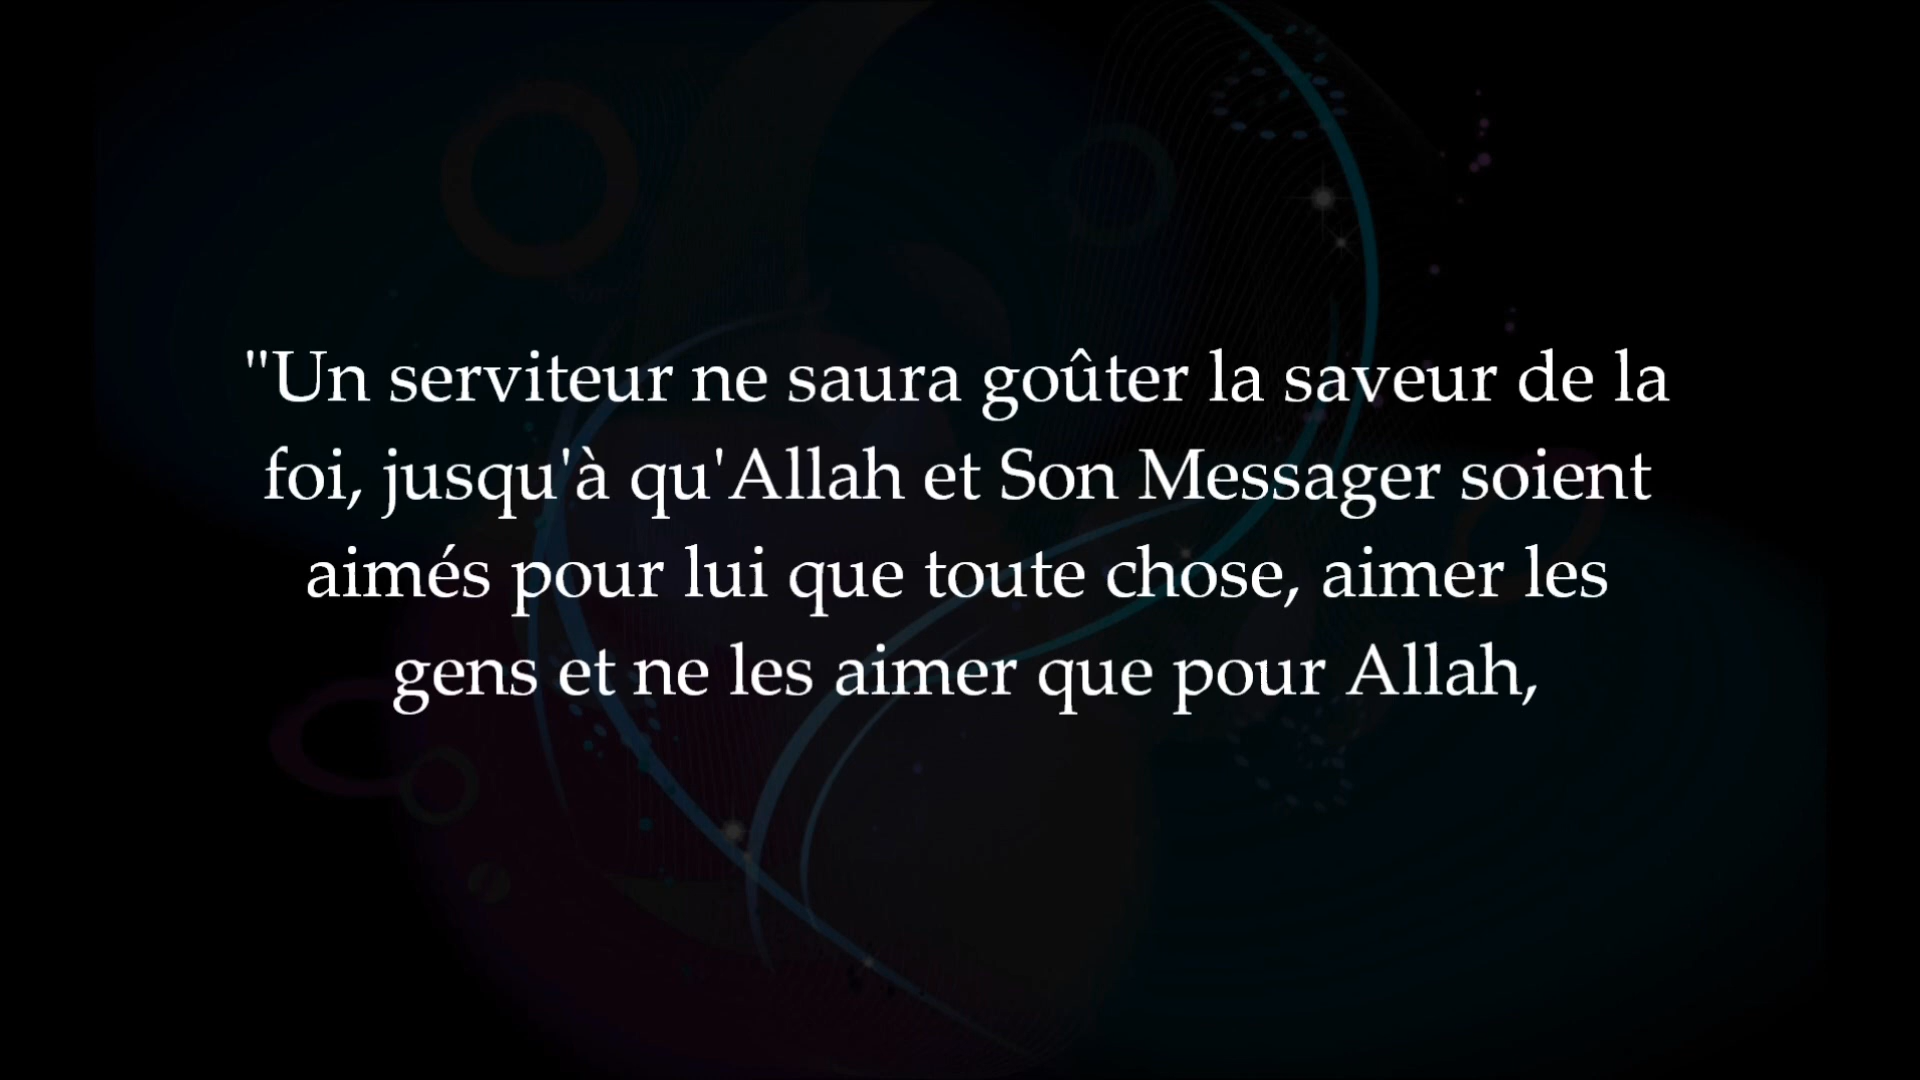 "Un serviteur ne saura goûter la saveur de la
foi, jusqu'à qu'Allah et Son Messager soient
aimés pour lui que toute chose, aimer les
gens et ne les aimer que pour Allah,